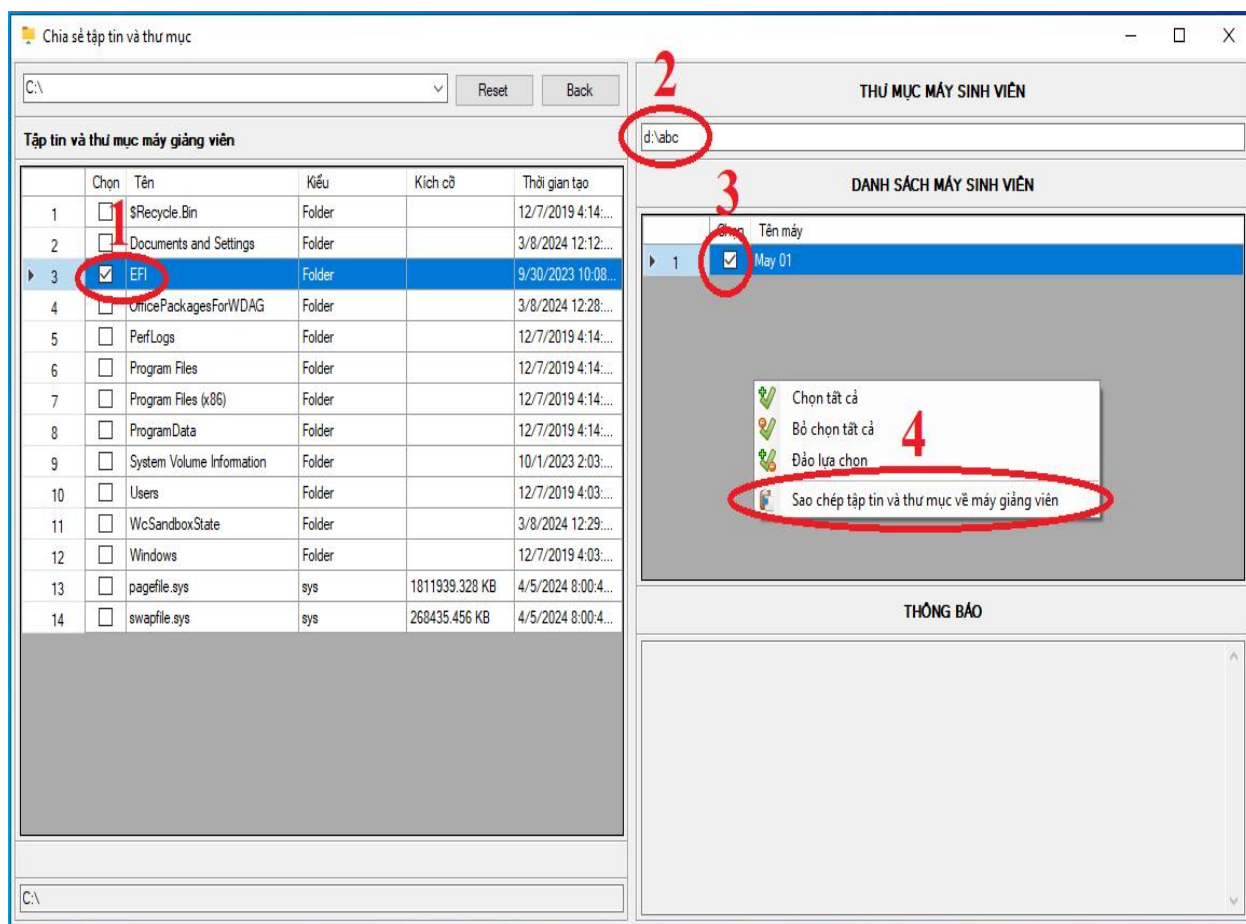 Chia sẻ tập tin và thư mục
C:\
Reset
Back
Tập tin và thư mục máy giảng viên
Chọn Tên Kiểu Kích cỡ Thời gian tạo
1 $Recycle.Bin Folder 12/7/2019 4:14:...
2 Documents and Settings Folder 3/8/2024 12:12:...
3 EFI Folder 9/30/2023 10:08...
4 OfficePackagesForWDAG Folder 3/8/2024 12:28:...
5 PerfLogs Folder 12/7/2019 4:14:...
6 Program Files Folder 12/7/2019 4:14:...
7 Program Files (x86) Folder 12/7/2019 4:14:...
8 ProgramData Folder 12/7/2019 4:14:...
9 System Volume Information Folder 10/1/2023 2:03:...
10 Users Folder 12/7/2019 4:03:...
11 WcSandboxState Folder 3/8/2024 12:29:...
12 Windows Folder 12/7/2019 4:03:...
13 pagefile.sys sys 1811939.328 KB 4/5/2024 8:00:4...
14 swapfile.sys sys 268435.456 KB 4/5/2024 8:00:4...
1
C:\
THƯ MỤC MÁY SINH VIÊN
2
d:\abc
DANH SÁCH MÁY SINH VIÊN
3
Chọn Tên máy
1 May 01
Chọn tất cả
Bỏ chọn tất cả
Đảo lựa chọn
4
Sao chép tập tin và thư mục về máy giảng viên
THÔNG BÁO